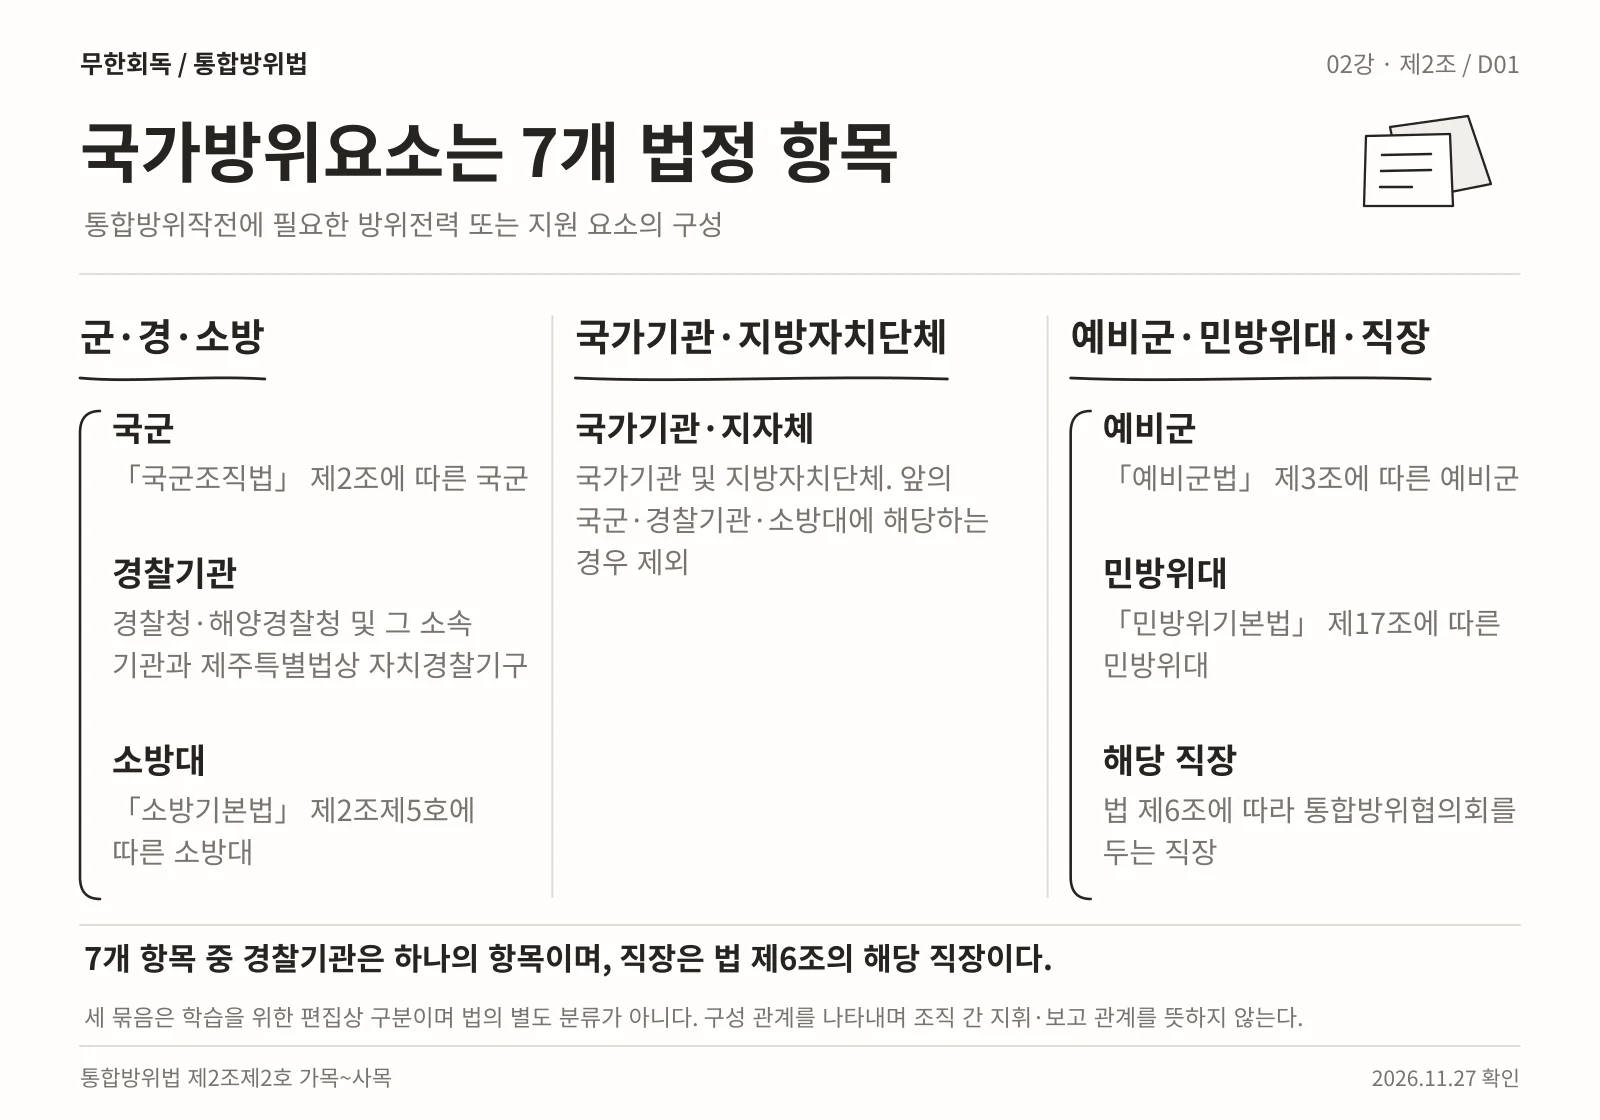 무한회독 / 통합방위법
02강 · 제2조 / D01
국가방위요소는 7개 법정 항목
통합방위작전에 필요한 방위전력 또는 지원 요소의 구성
군·경·소방
국군
「국군조직법」 제2조에 따른 국군
경찰기관
경찰청·해양경찰청 및 그 소속
기관과 제주특별법상 자치경찰기구
소방대
「소방기본법」 제2조제5호에
따른 소방대
국가기관·지방자치단체
국가기관·지자체
국가기관 및 지방자치단체. 앞의
국군·경찰기관·소방대에 해당하는
경우 제외
예비군·민방위대·직장
예비군
「예비군법」 제3조에 따른 예비군
민방위대
「민방위기본법」 제17조에 따른
민방위대
해당 직장
법 제6조에 따라 통합방위협의회를
두는 직장
7개 항목 중 경찰기관은 하나의 항목이며, 직장은 법 제6조의 해당 직장이다.
세 묶음은 학습을 위한 편집상 구분이며 법의 별도 분류가 아니다. 구성 관계를 나타내며 조직 간 지휘·보고 관계를 뜻하지 않는다.
통합방위법 제2조제2호 가목~사목
2026.11.27 확인